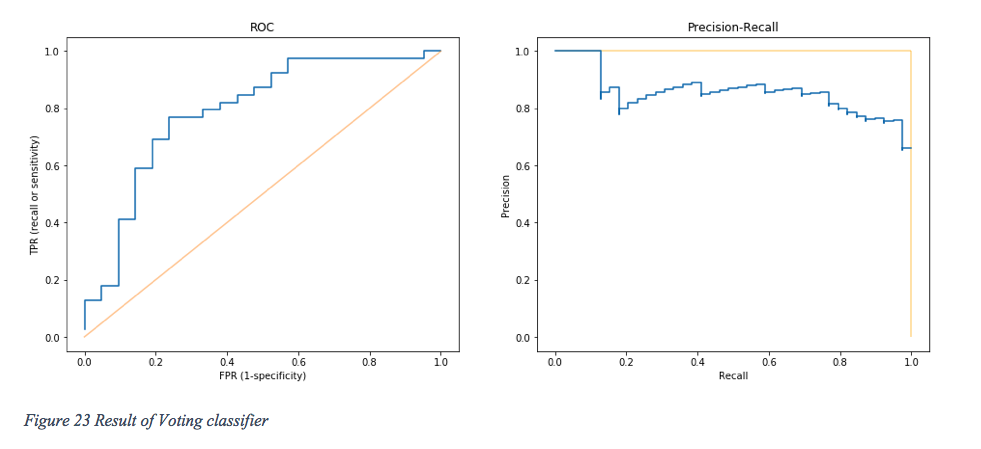 ROC
Precision-Recall
1.0
0.8
0.6
0.4
0.2
0.0
TPR (recall or sensitivity)
0.0 0.2 0.4 0.6 0.8 1.0
FPR (1-specificity)
1.0
0.8
0.6
0.4
0.2
0.0
Precision
0.0 0.2 0.4 0.6 0.8 1.0
Recall
Figure 23 Result of Voting classifier